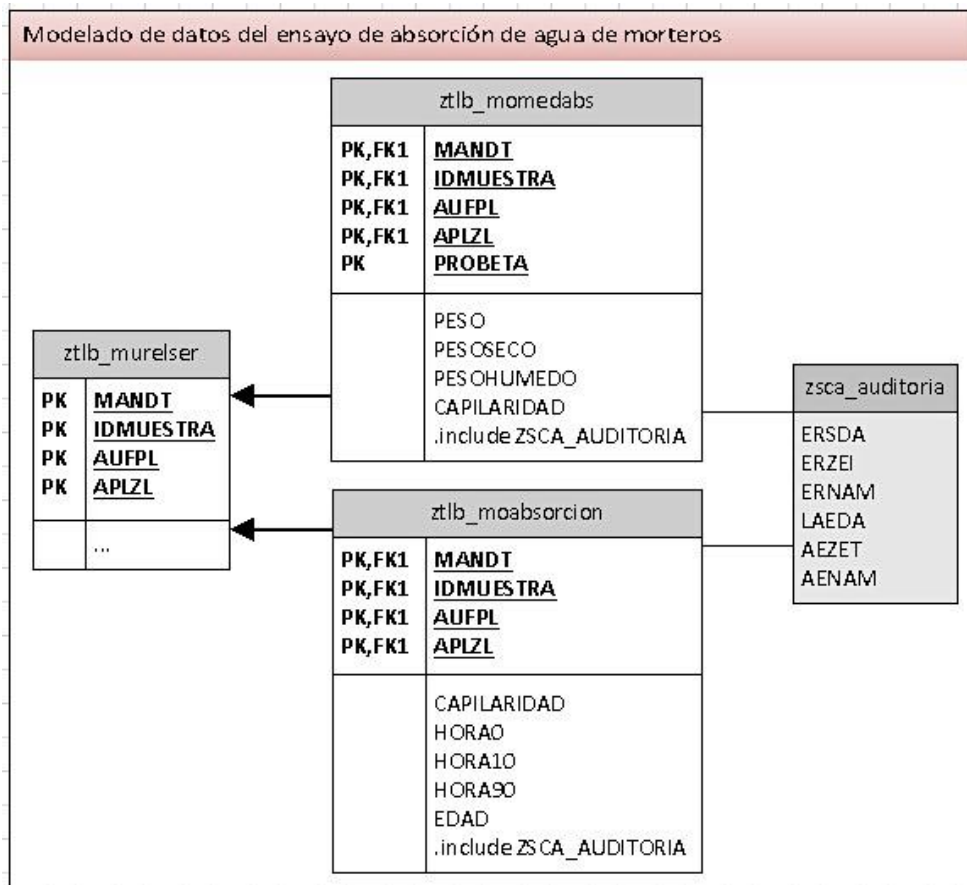 Modelado de datos del ensayo de absorción de agua de morteros
ztlb_momedabs
PK,FK1 MANDT
PK,FK1 IDMUESTRA
PK,FK1 AUFPL
PK,FK1 APLZL
PK PROBETA
PESO
PESOSECO
PESOHUMEDO
CAPILARIDAD
.include ZSCA_AUDITORIA
ztlb_murelser
PK MANDT
PK IDMUESTRA
PK AUFPL
PK APLZL
...
zsca_auditoria
ERSDA
ERZEI
ERNAM
LAEDA
AEZET
AENAM
ztlb_moabsorcion
PK,FK1 MANDT
PK,FK1 IDMUESTRA
PK,FK1 AUFPL
PK,FK1 APLZL
CAPILARIDAD
HORA0
HORA10
HORA90
EDAD
.include ZSCA_AUDITORIA